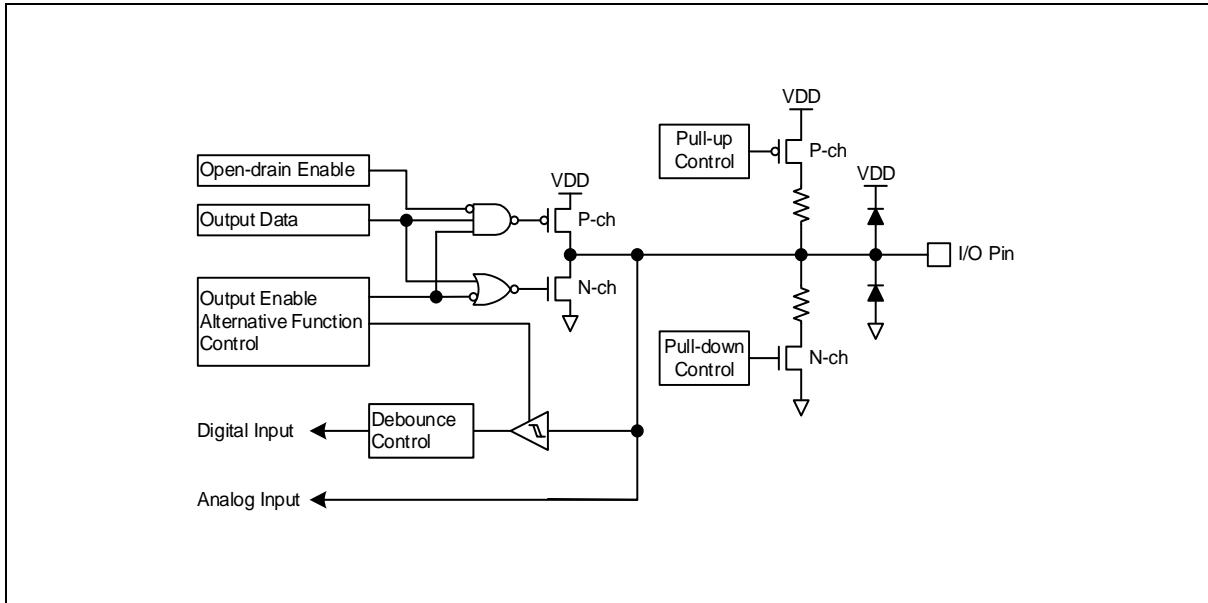 VDD
Pull-up
Control
P-ch
VDD
Open-drain Enable
VDD
Output Data
P-ch
I/O Pin
Output Enable
Alternative Function
Control
N-ch
Pull-down
Control
N-ch
Digital Input
Debounce
Control
Analog Input